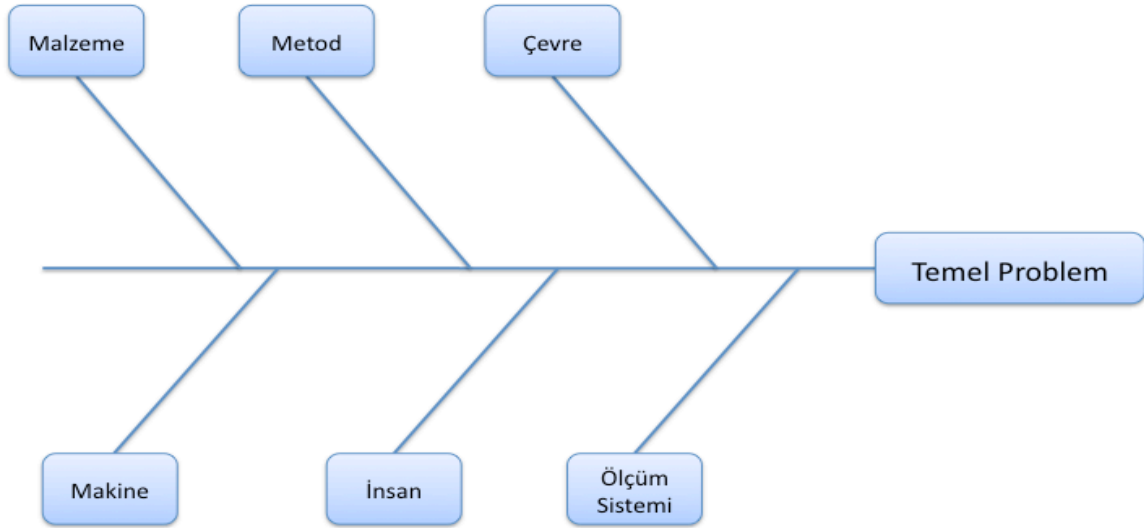 Malzeme
Metod
Çevre
Temel Problem
Makine
İnsan
Ölçüm
Sistemi